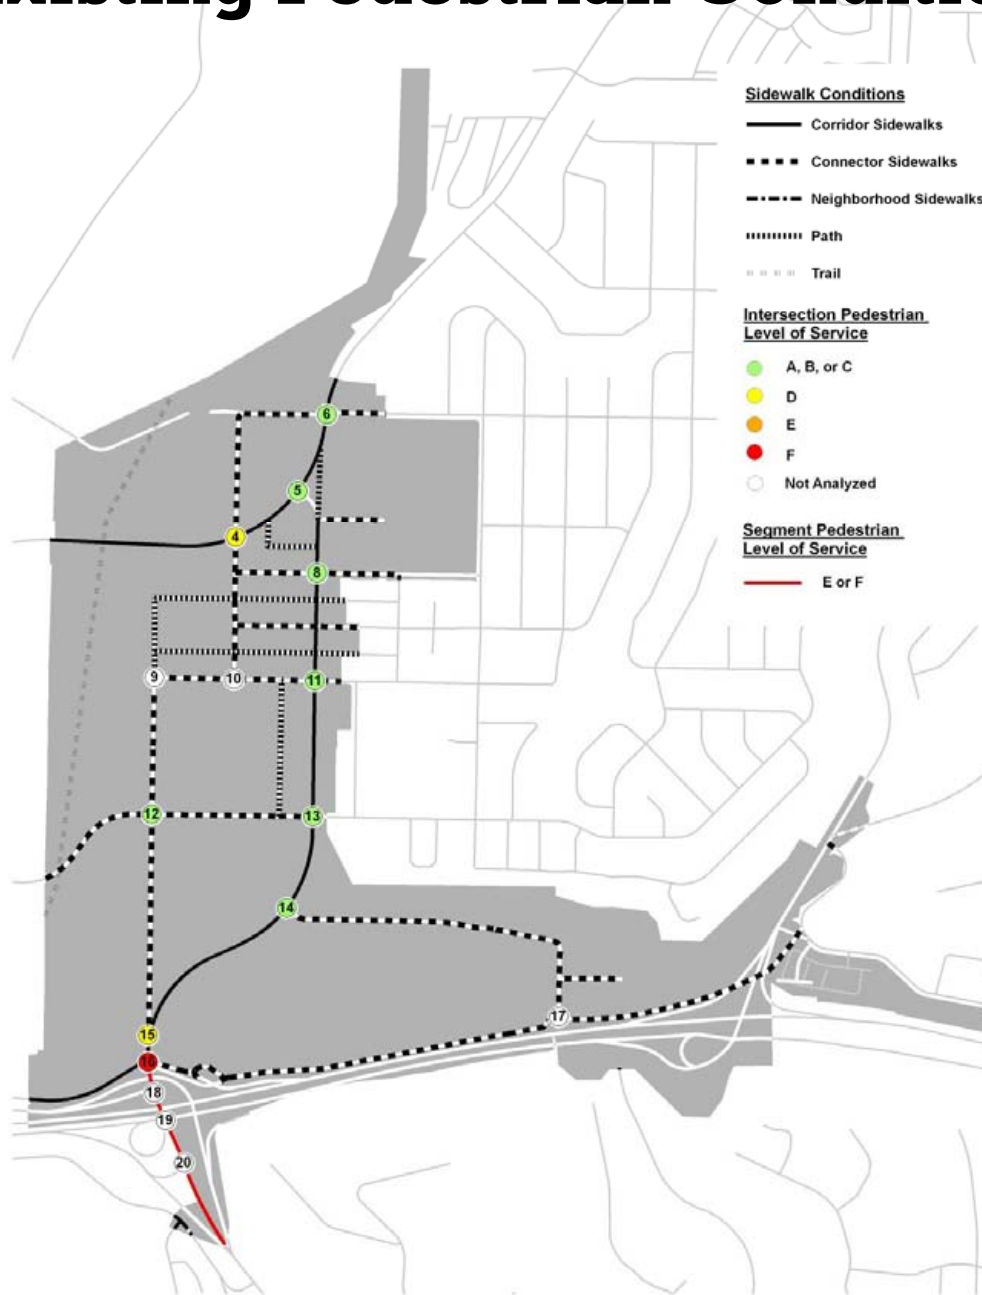 Sidewalk Conditions
Corridor Sidewalks
Connector Sidewalks
Neighborhood Sidewalks
Path
Trail
Intersection Pedestrian
Level of Service
A, B, or C
D
E
F
Not Analyzed
Segment Pedestrian
Level of Service
E or F
6
5
4
8
9
10
11
12
13
14
15
16
17
18
19
20